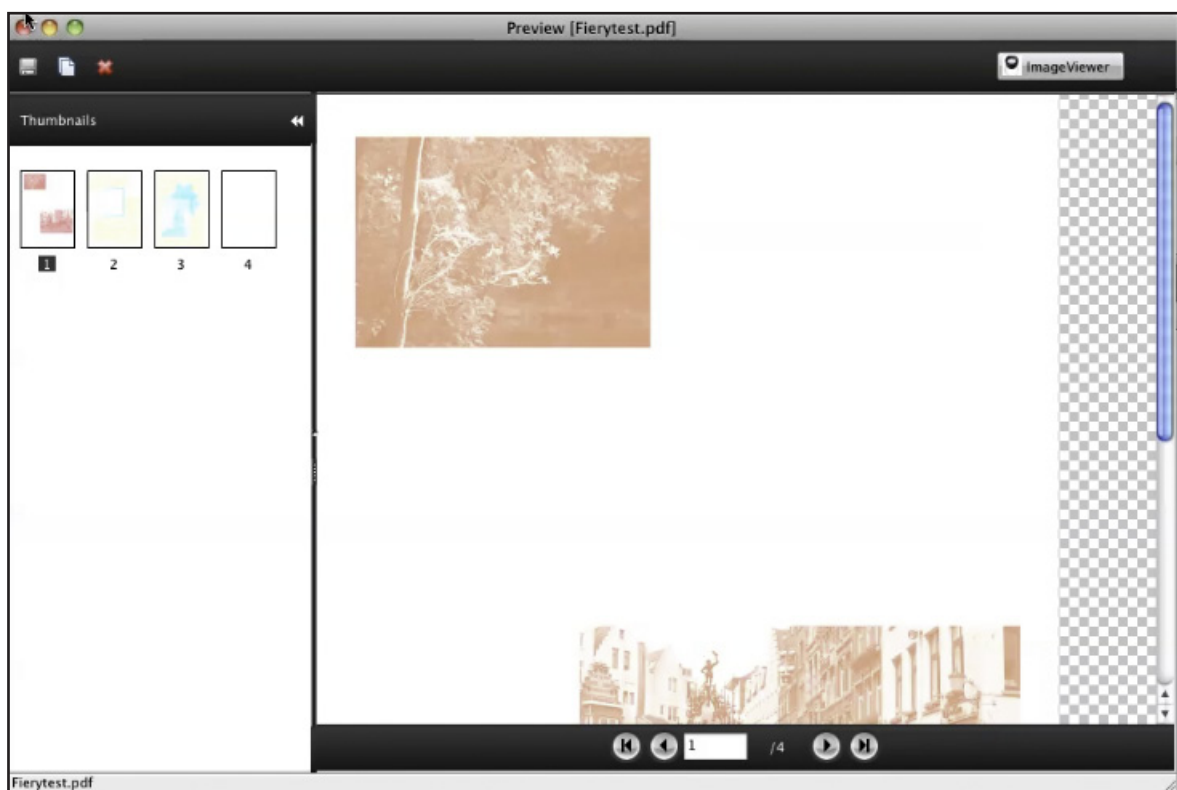 Preview [Fierytest.pdf]
ImageViewer
Thumbnails
1 2 3 4
1 /4
Fierytest.pdf